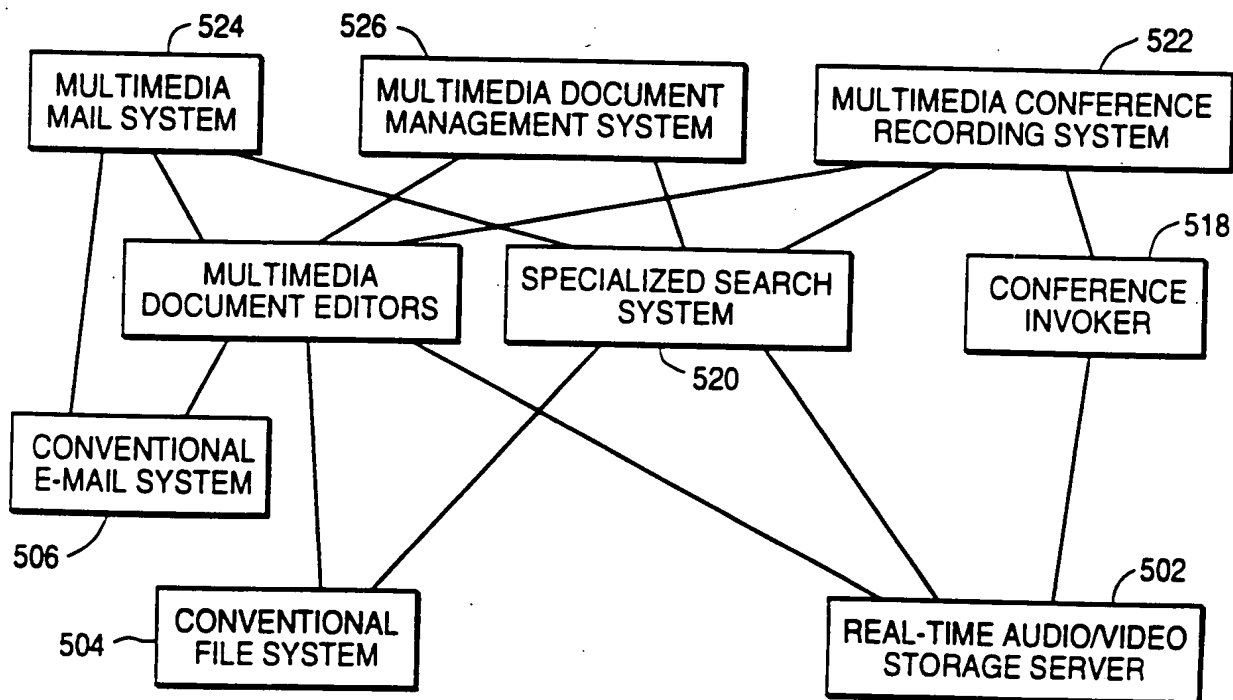 524
MULTIMEDIA
MAIL SYSTEM
526
MULTIMEDIA DOCUMENT
MANAGEMENT SYSTEM
522
MULTIMEDIA CONFERENCE
RECORDING SYSTEM
MULTIMEDIA
DOCUMENT EDITORS
SPECIALIZED SEARCH
SYSTEM
520
518
CONFERENCE
INVOKER
CONVENTIONAL
E-MAIL SYSTEM
506
504
CONVENTIONAL
FILE SYSTEM
502
REAL-TIME AUDIO/VIDEO
STORAGE SERVER